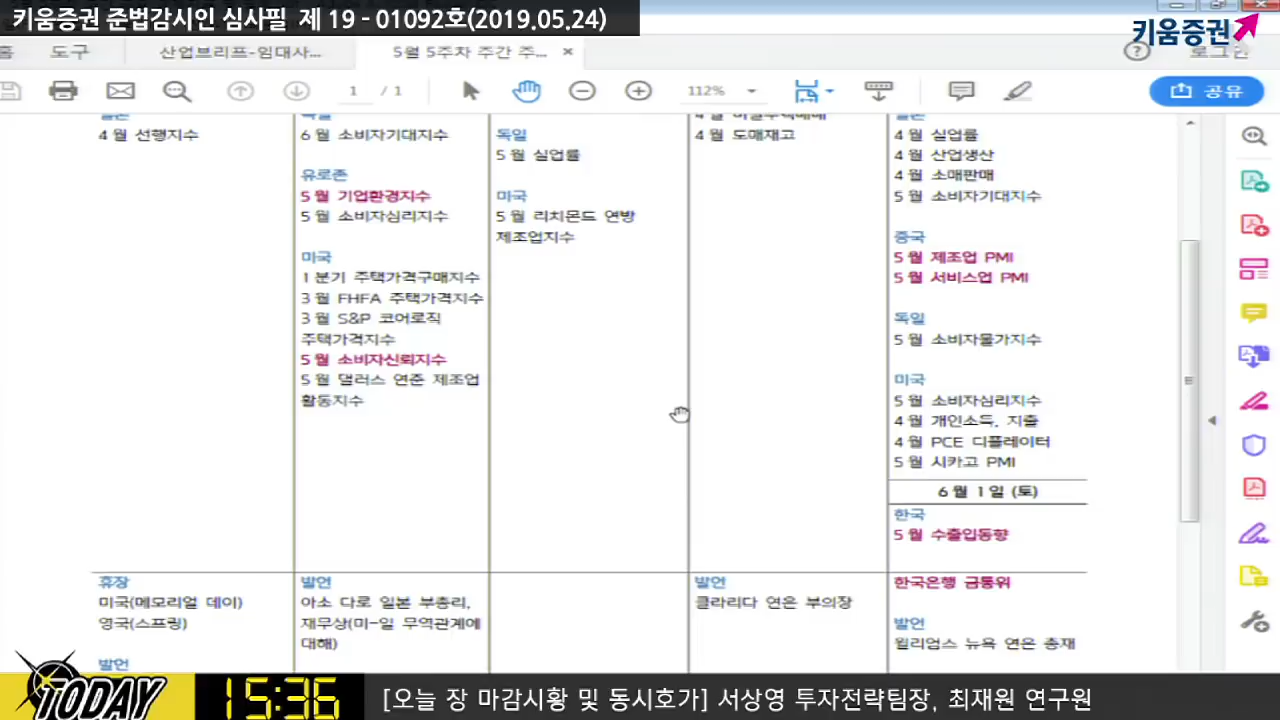 키움증권 준법감시인 심사필 제 19 - 01092호(2019.05.24)
키움증권
홈 도구 산업브리프-임대사... 5월 5주차 주간 주... ×
로그인
1 / 1 112% 공유
4월 선행지수
6월 소비자기대지수
유로존
5월 기업환경지수
5월 소비자심리지수
미국
1분기 주택가격구매지수
3월 FHFA 주택가격지수
3월 S&P 코어로직
주택가격지수
5월 소비자신뢰지수
5월 댈러스 연준 제조업
활동지수
독일
5월 실업률
미국
5월 리치몬드 연방
제조업지수
4월 도매재고
4월 실업률
4월 산업생산
4월 소매판매
5월 소비자기대지수
중국
5월 제조업 PMI
5월 서비스업 PMI
독일
5월 소비자물가지수
미국
5월 소비자심리지수
4월 개인소득, 지출
4월 PCE 디플레이터
5월 시카고 PMI
6월 1일 (토)
한국
5월 수출입동향
휴장
미국(메모리얼 데이)
영국(스프링)
발언
발언
아소 다로 일본 부총리,
재무상(미-일 무역관계에
대해)
발언
클라리다 연은 부의장
한국은행 금통위
발언
윌리엄스 뉴욕 연은 총재
TODAY
15:36
[오늘 장 마감시황 및 동시호가] 서상영 투자전략팀장, 최재원 연구원